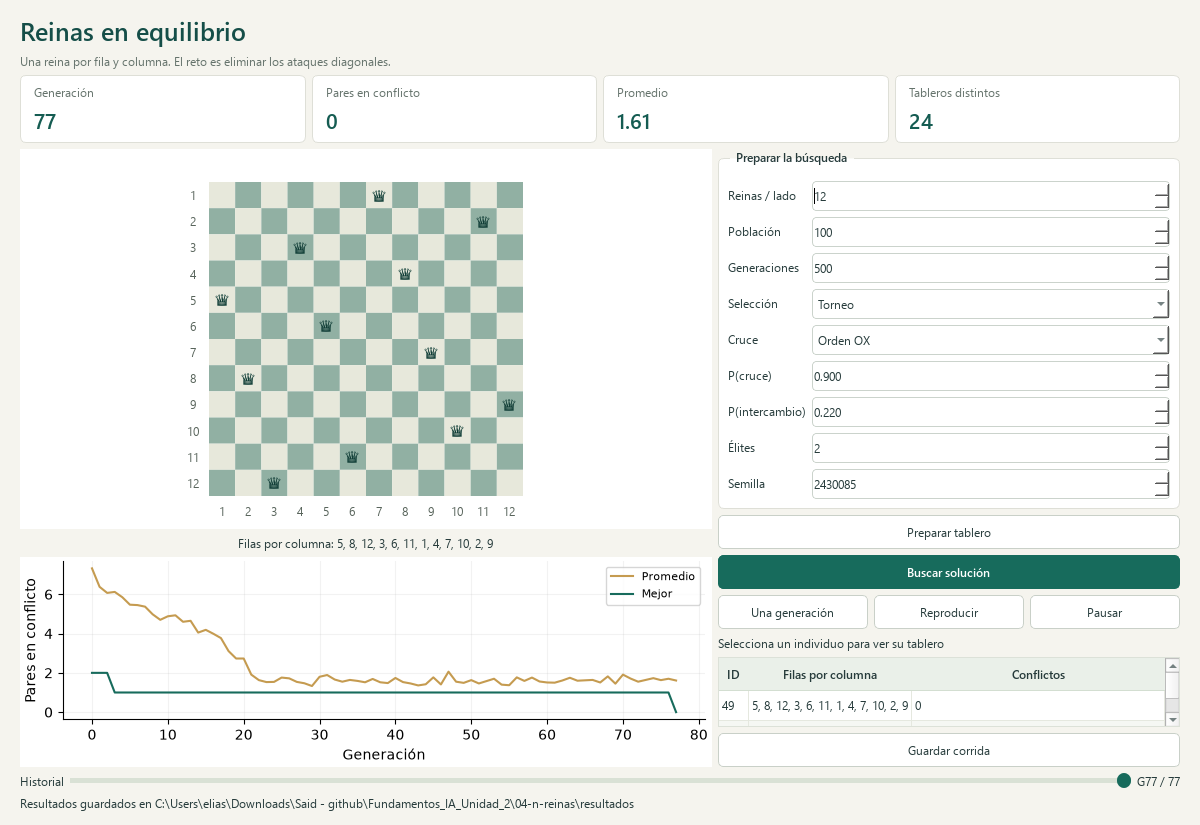 Reinas en equilibrio
Una reina por fila y columna. El reto es eliminar los ataques diagonales.
Generación
77
Pares en conflicto
0
Promedio
1.61
Tableros distintos
24
1
2
3
4
5
6
7
8
9
10
11
12
1 2 3 4 5 6 7 8 9 10 11 12
Filas por columna: 5, 8, 12, 3, 6, 11, 1, 4, 7, 10, 2, 9
Pares en conflicto
6
4
2
0
Promedio
Mejor
0 10 20 30 40 50 60 70 80
Generación
Preparar la búsqueda
Reinas / lado 12
Población 100
Generaciones 500
Selección Torneo
Cruce Orden OX
P(cruce) 0.900
P(intercambio) 0.220
Élites 2
Semilla 2430085
Preparar tablero
Buscar solución
Una generación Reproducir Pausar
Selecciona un individuo para ver su tablero
ID Filas por columna Conflictos
49 5, 8, 12, 3, 6, 11, 1, 4, 7, 10, 2, 9 0
Guardar corrida
Historial G77 / 77
Resultados guardados en C:\Users\elias\Downloads\Said - github\Fundamentos_IA_Unidad_2\04-n-reinas\resultados